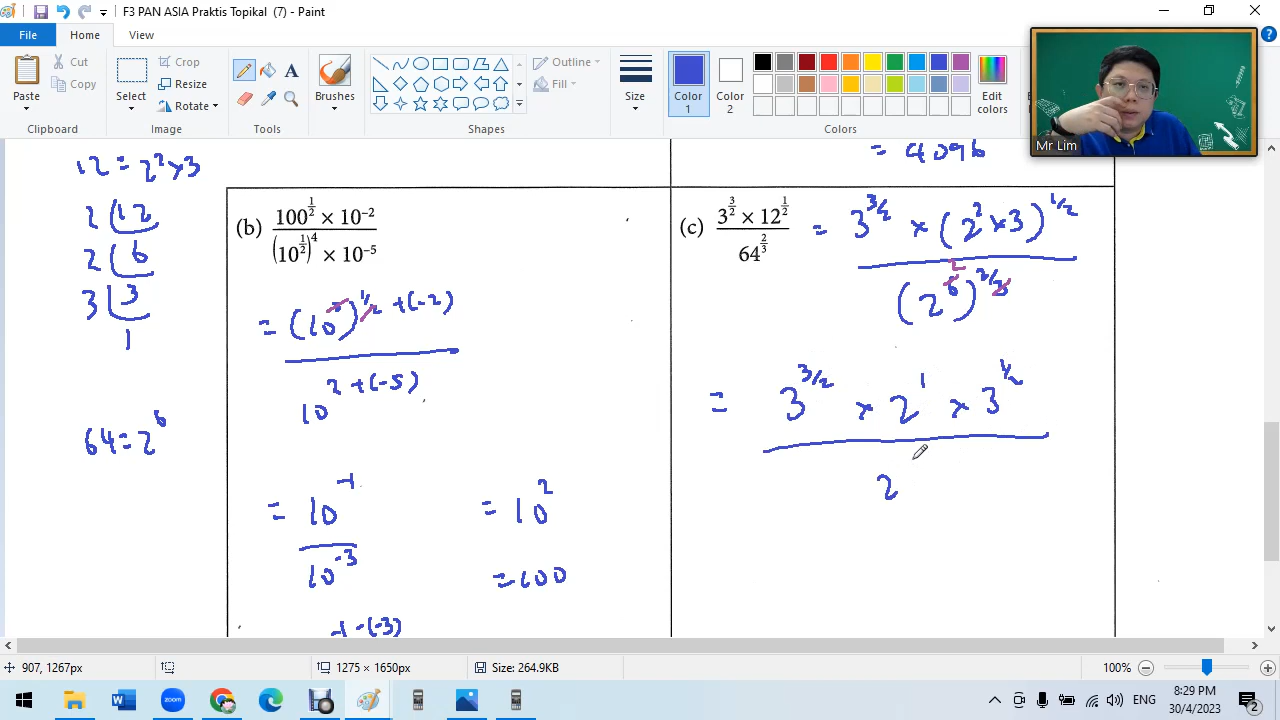 F3 PAN ASIA Praktis Topikal (7) - Paint
File Home View
Paste Cut Copy
Select Crop Resize Rotate
Brushes
Outline Fill
Size
Color 1 Color 2
Edit colors
Clipboard Image Tools Shapes Colors
Mr Lim
12 = 2² × 3
2 12
2 6
3 3
1
64 = 2⁶
(b) 100^(1/2) × 10⁻²
(10^(1/2))⁴ × 10⁻⁵
= (10²)^(1/2 + (-2))
10^(2 + (-5))
= 10⁻¹
10⁻³
-1 - (-3)
= 10²
= 100
= 4096
(c) 3^(3/2) × 12^(1/2)
64^(2/3)
= 3^(3/2) × (2² × 3)^(1/2)
2
(2⁶)^(2/3)
= 3^(3/2) × 2¹ × 3^(1/2)
2
907, 1267px 1275 × 1650px Size: 264.9KB 100%
W zoom ENG 8:29 PM 30/4/2023 2